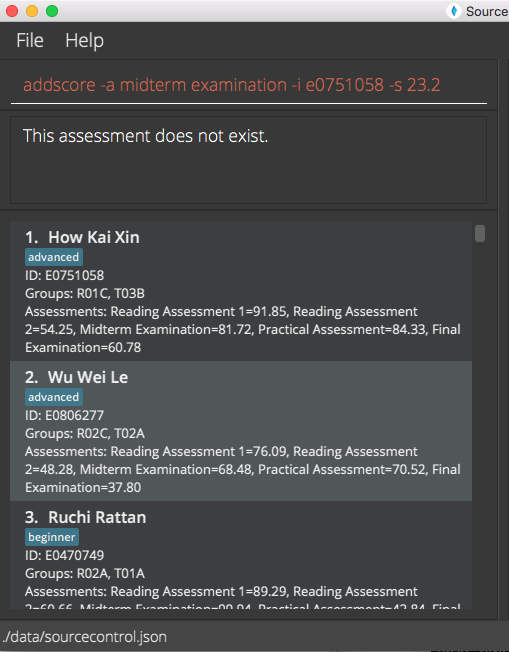 Source
File Help
addscore -a midterm examination -i e0751058 -s 23.2
This assessment does not exist.
1. How Kai Xin
advanced
ID: E0751058
Groups: R01C, T03B
Assessments: Reading Assessment 1=91.85, Reading Assessment
2=54.25, Midterm Examination=81.72, Practical Assessment=84.33, Final
Examination=60.78
2. Wu Wei Le
advanced
ID: E0806277
Groups: R02C, T02A
Assessments: Reading Assessment 1=76.09, Reading Assessment
2=48.28, Midterm Examination=68.48, Practical Assessment=70.52, Final
Examination=37.80
3. Ruchi Rattan
beginner
ID: E0470749
Groups: R02A, T01A
Assessments: Reading Assessment 1=89.29, Reading Assessment
Midterm Examination=99.94, Practical Assessment=42.84, Final
./data/sourcecontrol.json